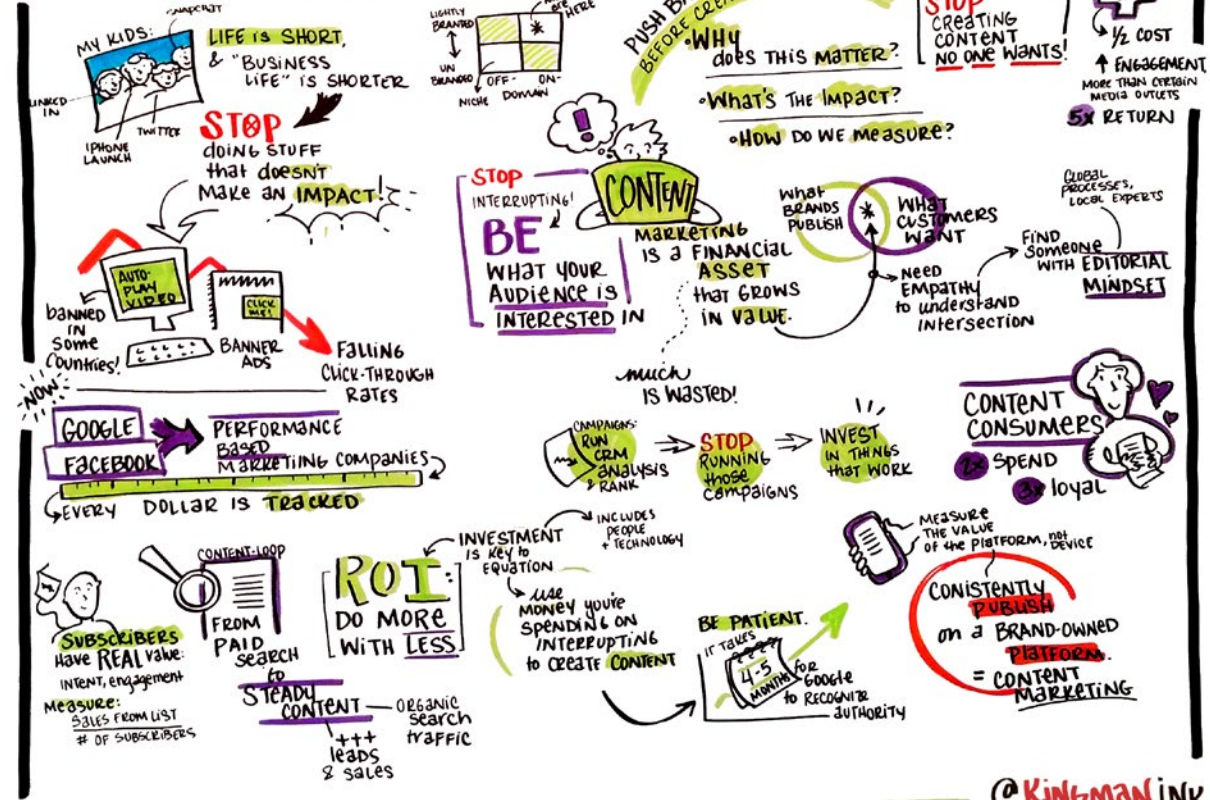 SNAPCHAT
MY KIDS:
LINKED
IN
TWITTER
IPHONE
LAUNCH
LIFE is SHORT,
& "BUSINESS
LIFE" is SHORTER
STOP
DOING STUFF
that doesn't
MAKE AN IMPACT!
LIGHTLY
BRANDED
UN
BRANDED
OFF-
ON-
NICHE
DOMAIN
HERE
BEFORE
WHY
does THIS MATTER?
What's THE IMPACT?
HOW DO WE measure?
STOP
CREATING
CONTENT
NO ONE WANTS!
1/2 COST
↑ ENGAGEMENT
MORE THAN CERTAIN
MEDIA OUTLETS
5x RETURN
STOP
INTERRUPTING!
BE
WHAT YOUR
AUDIENCE is
INTERESTED IN
CONTENT
MARKETING
IS A FINANCIAL
ASSET
that GROWS
IN VALUE.
much
IS WASTED!
What
BRANDS
PUBLISH
*
WHAT
CUSTOMERS
WANT
NEED
EMPATHY
to understand
INTERSECTION
FIND
Someone
WITH EDITORIAL
MINDSET
GLOBAL
PROCESSES,
LOCAL EXPERTS
AUTO-
PLAY
VIDEO
banned
IN
some
Countries!
CLICK
ME!
BANNER
ADS
FALLING
CLICK-THROUGH
RATES
NOW
GOOGLE
FACEBOOK
PERFORMANCE
BASED
MARKETIING COMPANIES
EVERY DOLLAR IS TRACKED
CAMPAIGNS:
RUN
CRM
analysis
& RANK
STOP
RUNNING
those
campaigns
INVEST
IN THINGS
that WORK
CONTENT
CONSUMERS
2x SPEND
3x loyal
SUBSCRIBERS
Have REAL value:
INTENT, engagement
Measure:
SALES FROM LIST
# OF SUBSCRIBERS
CONTENT-LOOP
FROM
PAID
SEARCH
to
STEADY
CONTENT
ORGANIC
search
traffic
+++
leads
& SALES
ROI:
DO MORE
WITH LESS
INVESTMENT
is key to
EQUATION
INCLUDES
PEOPLE
+ TECHNOLOGY
use
MONEY you're
SPENDING ON
INTERRUPTING
to CREATE CONTENT
BE PATIENT.
IT TAKES
4-5
MONTHS
for
GOOGLE
to RECOGNIZE
AUTHORITY
MEASURE
THE VALUE
of the PLATFORM, not
DEVICE
CONISTENTLY
PUBLISH
on a BRAND-OWNED
PLATFORM.
= CONTENT
MARKETING
@KINGMANINK